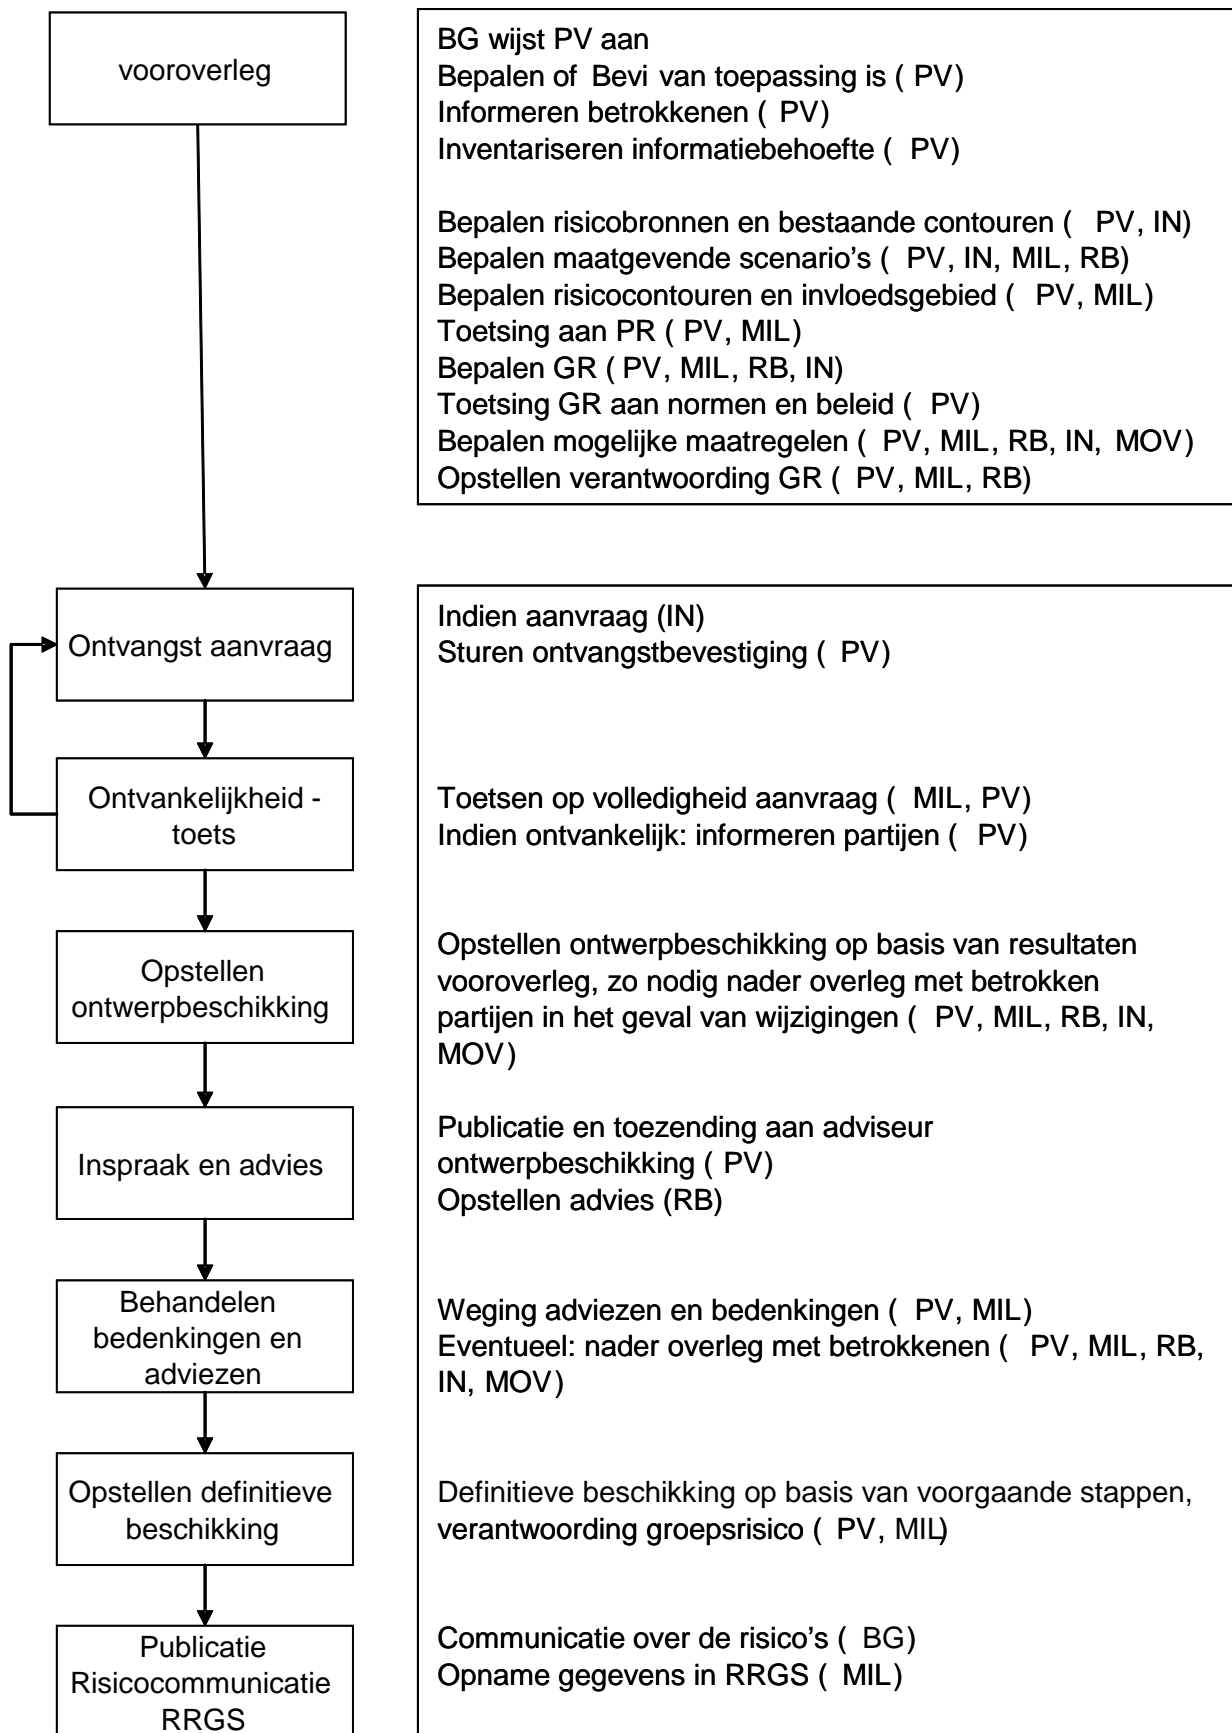 vooroverleg
BG wijst PV aan
Bepalen of Bevi van toepassing is ( PV)
Informeren betrokkenen ( PV)
Inventariseren informatiebehoefte ( PV)
Bepalen risicobronnen en bestaande contouren ( PV, IN)
Bepalen maatgevende scenario's ( PV, IN, MIL, RB)
Bepalen risicocontouren en invloedsgebied ( PV, MIL)
Toetsing aan PR ( PV, MIL)
Bepalen GR ( PV, MIL, RB, IN)
Toetsing GR aan normen en beleid ( PV)
Bepalen mogelijke maatregelen ( PV, MIL, RB, IN, MOV)
Opstellen verantwoording GR ( PV, MIL, RB)
Ontvangst aanvraag
Indien aanvraag (IN)
Sturen ontvangstbevestiging ( PV)
Ontvankelijkheid -
toets
Toetsen op volledigheid aanvraag ( MIL, PV)
Indien ontvankelijk: informeren partijen ( PV)
Opstellen
ontwerpbeschikking
Opstellen ontwerpbeschikking op basis van resultaten
vooroverleg, zo nodig nader overleg met betrokken
partijen in het geval van wijzigingen ( PV, MIL, RB, IN,
MOV)
Inspraak en advies
Publicatie en toezending aan adviseur
ontwerpbeschikking ( PV)
Opstellen advies (RB)
Behandelen
bedenkingen en
adviezen
Weging adviezen en bedenkingen ( PV, MIL)
Eventueel: nader overleg met betrokkenen ( PV, MIL, RB,
IN, MOV)
Opstellen definitieve
beschikking
Definitieve beschikking op basis van voorgaande stappen,
verantwoording groepsrisico ( PV, MIL)
Publicatie
Risicocommunicatie
RRGS
Communicatie over de risico's ( BG)
Opname gegevens in RRGS ( MIL)